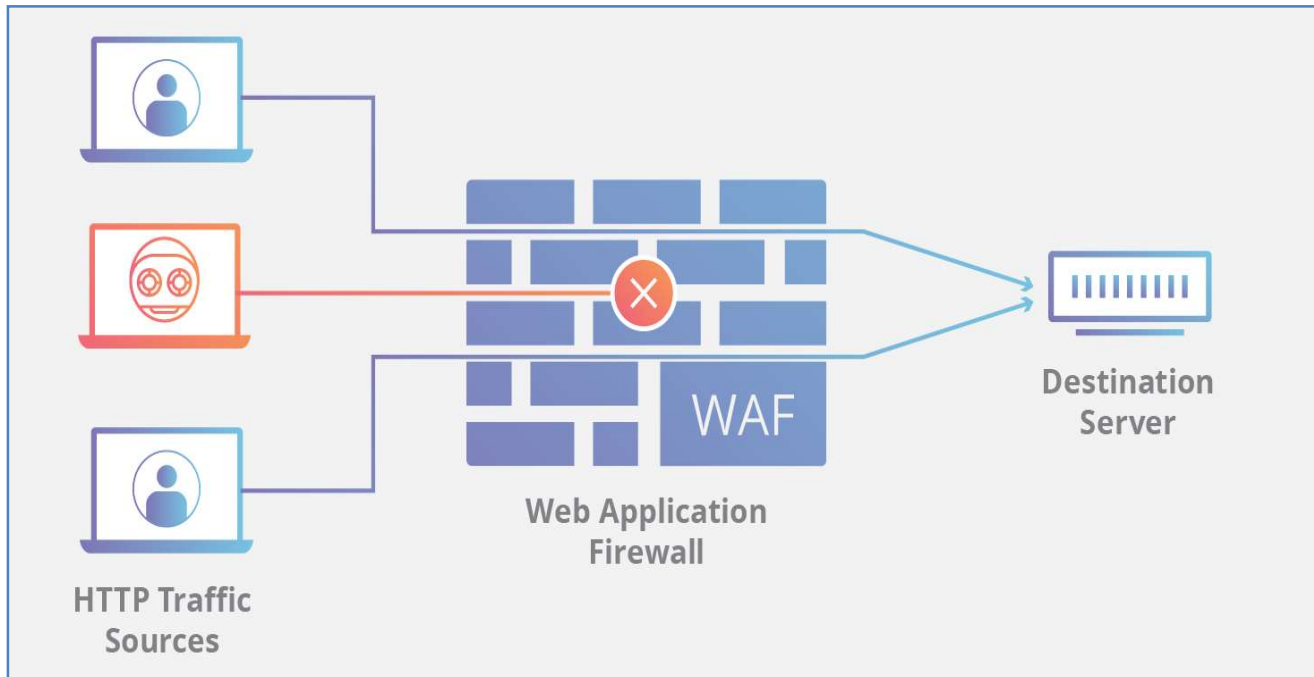 WAF
Web Application
Firewall
HTTP Traffic
Sources
Destination
Server